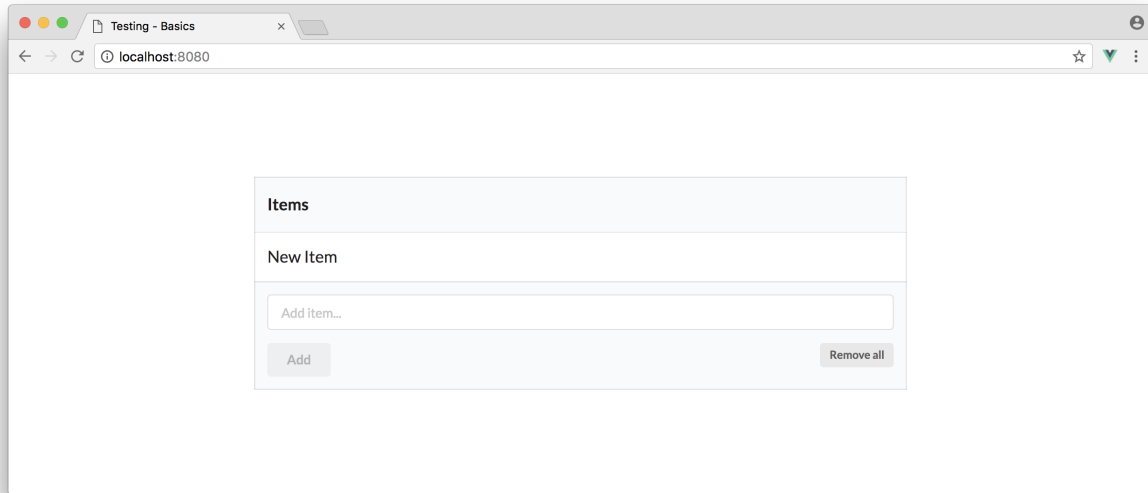 Testing - Basics
localhost:8080
Items
New Item
Add item...
Add
Remove all